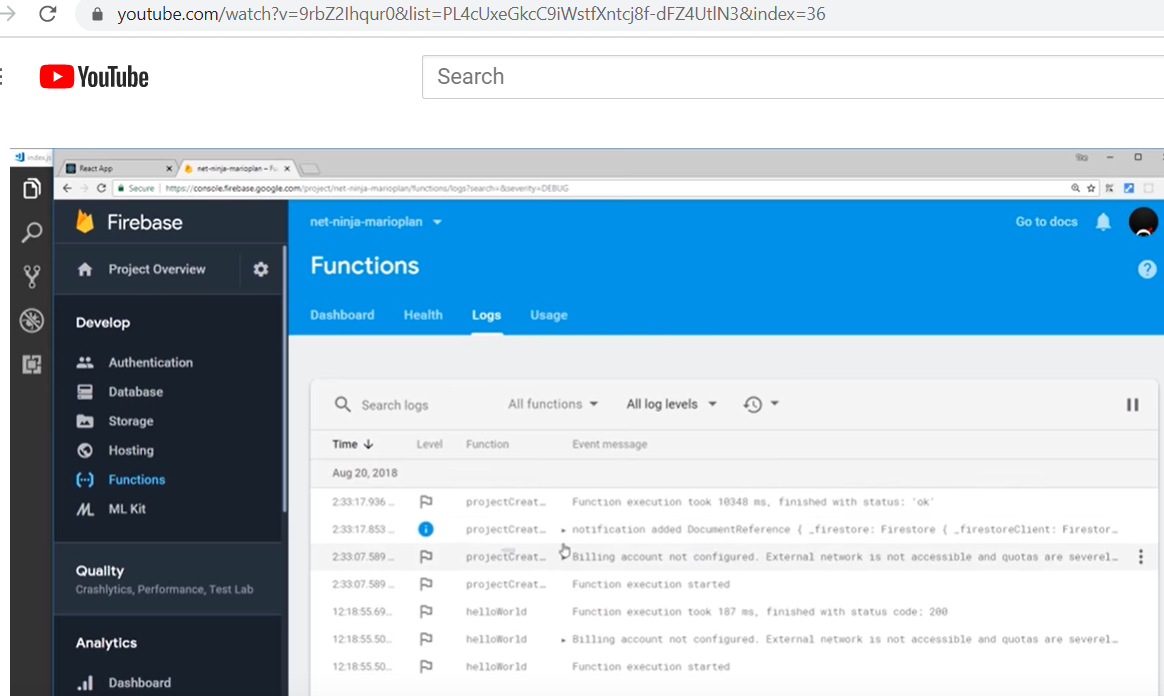 youtube.com/watch?v=9rbZ2Ihqur0&list=PL4cUxeGkcC9iWstfXntcj8f-dFZ4UtlN3&index=36
YouTube
Search
index.js
React App
net-ninja-marioplan – Fu
Secure
https://console.firebase.google.com/project/net-ninja-marioplan/functions/logs?search=&severity=DEBUG
Firebase
net-ninja-marioplan
Go to docs
Project Overview
Functions
Dashboard Health Logs Usage
Develop
Authentication
Database
Storage
Hosting
Functions
ML Kit
Quality
Crashlytics, Performance, Test Lab
Analytics
Dashboard
Search logs
All functions
All log levels
Time Level Function Event message
Aug 20, 2018
2:33:17.936 ... projectCreat... Function execution took 10348 ms, finished with status: 'ok'
2:33:17.853 ... projectCreat... notification added DocumentReference { _firestore: Firestore { _firestoreClient: Firestor...
2:33:07.589 ... projectCreat... Billing account not configured. External network is not accessible and quotas are severel...
2:33:07.589 ... projectCreat... Function execution started
12:18:55.69... helloWorld Function execution took 187 ms, finished with status code: 200
12:18:55.50... helloWorld Billing account not configured. External network is not accessible and quotas are severel...
12:18:55.50... helloWorld Function execution started